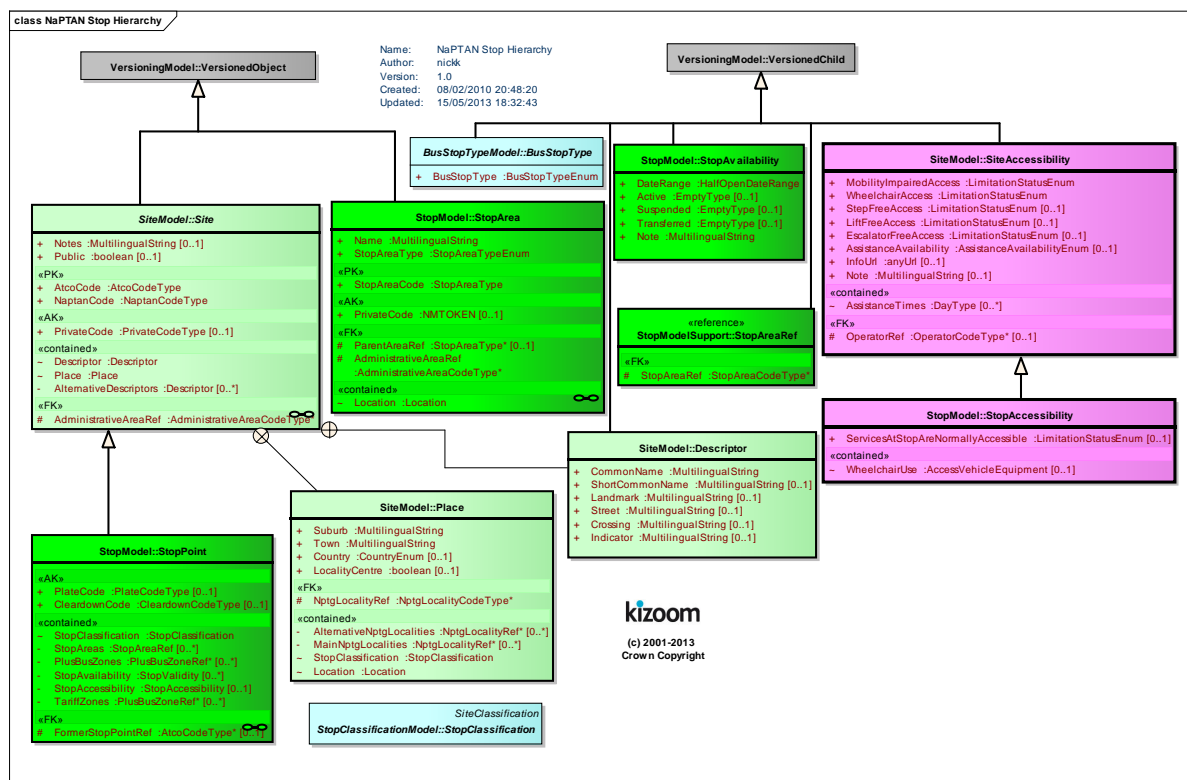 class NaPTAN Stop Hierarchy
VersioningModel::VersionedObject
Name: NaPTAN Stop Hierarchy
Author: nickk
Version: 1.0
Created: 08/02/2010 20:48:20
Updated: 15/05/2013 18:32:43
VersioningModel::VersionedChild
BusStopTypeModel::BusStopType
+ BusStopType :BusStopTypeEnum
StopModel::StopAvailability
+ DateRange :HalfOpenDateRange
+ Active :EmptyType [0..1]
+ Suspended :EmptyType [0..1]
+ Transferred :EmptyType [0..1]
+ Note :MultilingualString
SiteModel::SiteAccessibility
+ MobilityImpairedAccess :LimitationStatusEnum
+ WheelchairAccess :LimitationStatusEnum
+ StepFreeAccess :LimitationStatusEnum [0..1]
+ LiftFreeAccess :LimitationStatusEnum [0..1]
+ EscalatorFreeAccess :LimitationStatusEnum [0..1]
+ AssistanceAvailability :AssistanceAvailabilityEnum [0..1]
+ InfoUrl :anyUrl [0..1]
+ Note :MultilingualString [0..1]
«contained»
~ AssistanceTimes :DayType [0..*]
«FK»
# OperatorRef :OperatorCodeType* [0..1]
SiteModel::Site
+ Notes :MultilingualString [0..1]
+ Public :boolean [0..1]
«PK»
+ AtcoCode :AtcoCodeType
+ NaptanCode :NaptanCodeType
«AK»
+ PrivateCode :PrivateCodeType [0..1]
«contained»
~ Descriptor :Descriptor
~ Place :Place
- AlternativeDescriptors :Descriptor [0..*]
«FK»
# AdministrativeAreaRef :AdministrativeAreaCodeType*
StopModel::StopArea
+ Name :MultilingualString
+ StopAreaType :StopAreaTypeEnum
«PK»
+ StopAreaCode :StopAreaType
«AK»
+ PrivateCode :NMTOKEN [0..1]
«FK»
# ParentAreaRef :StopAreaType* [0..1]
# AdministrativeAreaRef
:AdministrativeAreaCodeType*
«contained»
~ Location :Location
«reference»
StopModelSupport::StopAreaRef
«FK»
# StopAreaRef :StopAreaCodeType*
StopModel::StopAccessibility
+ ServicesAtStopAreNormallyAccessible :LimitationStatusEnum [0..1]
«contained»
~ WheelchairUse :AccessVehicleEquipment [0..1]
SiteModel::Descriptor
+ CommonName :MultilingualString
+ ShortCommonName :MultilingualString [0..1]
+ Landmark :MultilingualString [0..1]
+ Street :MultilingualString [0..1]
+ Crossing :MultilingualString [0..1]
+ Indicator :MultilingualString [0..1]
SiteModel::Place
+ Suburb :MultilingualString
+ Town :MultilingualString
+ Country :CountryEnum [0..1]
+ LocalityCentre :boolean [0..1]
«FK»
# NptgLocalityRef :NptgLocalityCodeType*
«contained»
- AlternativeNptgLocalities :NptgLocalityRef* [0..*]
- MainNptgLocalities :NptgLocalityRef* [0..*]
~ StopClassification :StopClassification
~ Location :Location
StopModel::StopPoint
«AK»
+ PlateCode :PlateCodeType [0..1]
+ CleardownCode :CleardownCodeType [0..1]
«contained»
~ StopClassification :StopClassification
- StopAreas :StopAreaRef [0..*]
- PlusBusZones :PlusBusZoneRef* [0..*]
- StopAvailability :StopValidity [0..*]
- StopAccessibility :StopAccessibility [0..1]
- TariffZones :PlusBusZoneRef* [0..*]
«FK»
# FormerStopPointRef :AtcoCodeType* [0..1]
kizoom
(c) 2001-2013
Crown Copyright
SiteClassification
StopClassificationModel::StopClassification